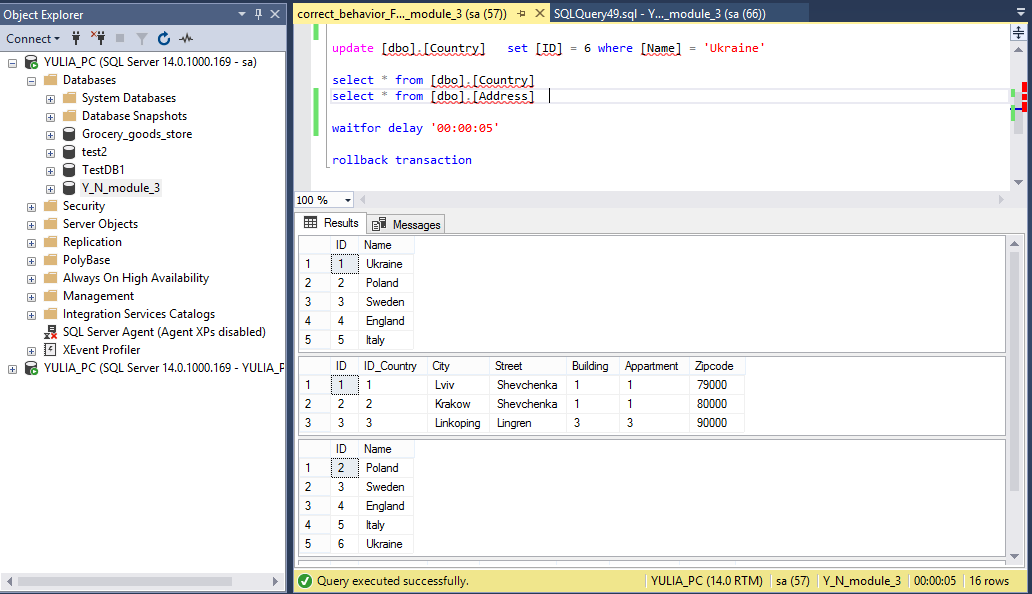 Object Explorer
Connect
YULIA_PC (SQL Server 14.0.1000.169 - sa)
Databases
System Databases
Database Snapshots
Grocery_goods_store
test2
TestDB1
Y_N_module_3
Security
Server Objects
Replication
PolyBase
Always On High Availability
Management
Integration Services Catalogs
SQL Server Agent (Agent XPs disabled)
XEvent Profiler
YULIA_PC (SQL Server 14.0.1000.169 - YULIA_P
correct_behavior_F..._module_3 (sa (57)) SQLQuery49.sql - Y..._module_3 (sa (66))
update [dbo].[Country] set [ID] = 6 where [Name] = 'Ukraine'
select * from [dbo].[Country]
select * from [dbo].[Address]
waitfor delay '00:00:05'
rollback transaction
100 %
Results Messages
ID Name
1 1 Ukraine
2 2 Poland
3 3 Sweden
4 4 England
5 5 Italy
ID ID_Country City Street Building Appartment Zipcode
1 1 1 Lviv Shevchenka 1 1 79000
2 2 2 Krakow Shevchenka 1 1 80000
3 3 3 Linkoping Lingren 3 3 90000
ID Name
1 2 Poland
2 3 Sweden
3 4 England
4 5 Italy
5 6 Ukraine
Query executed successfully. YULIA_PC (14.0 RTM) sa (57) Y_N_module_3 00:00:05 16 rows